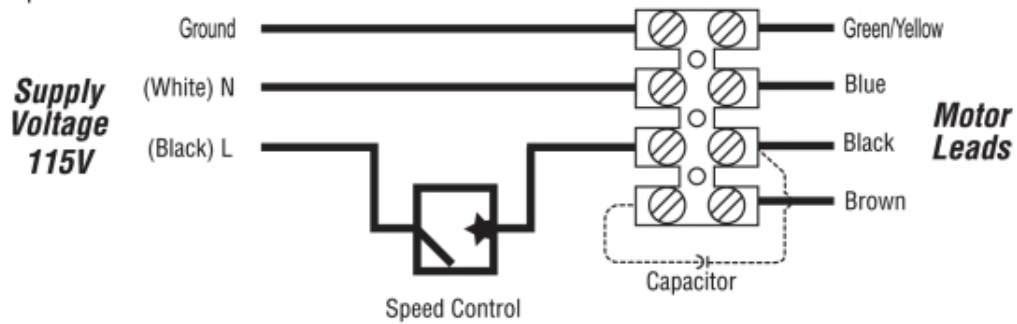 Ground
Green/Yellow
Supply
Voltage
115V
(White) N
Blue
(Black) L
Black
Motor
Leads
Brown
Capacitor
Speed Control